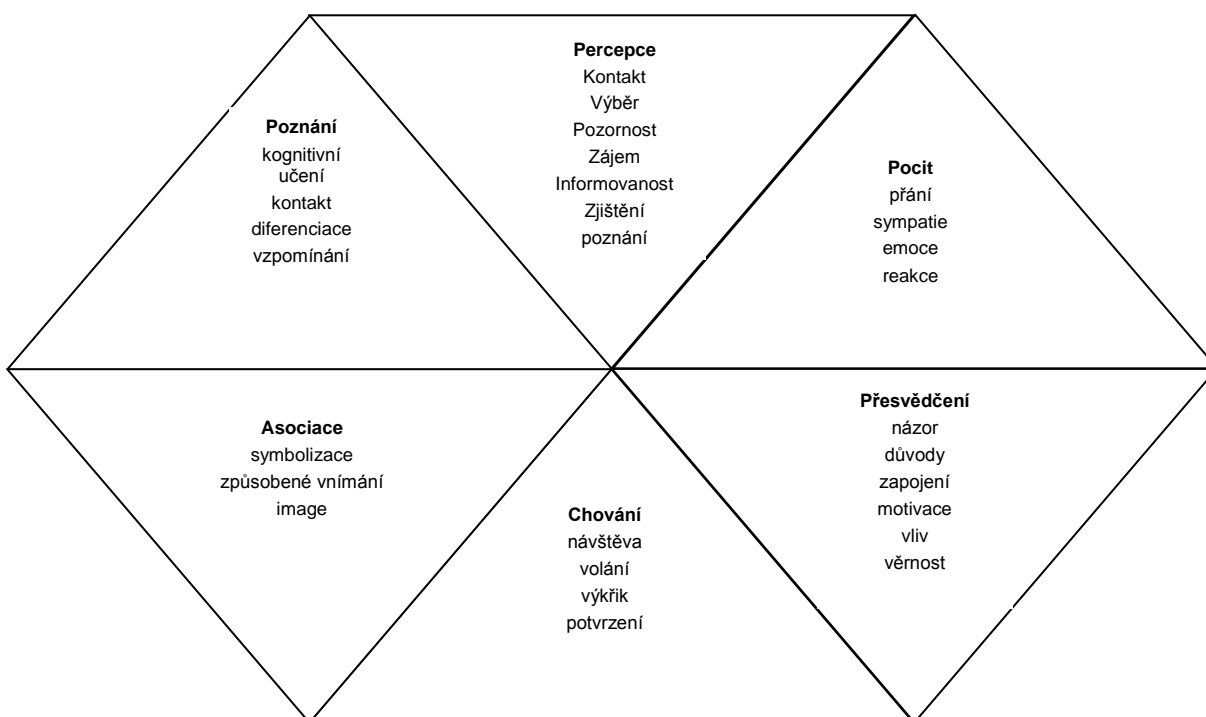 Percepce
Kontakt
Výběr
Pozornost
Zájem
Informovanost
Zjištění
poznání
Poznání
kognitivní
učení
kontakt
diferenciace
vzpomínání
Pocit
přání
sympatie
emoce
reakce
Asociace
symbolizace
způsobené vnímání
image
Chování
návštěva
volání
výkřik
potvrzení
Přesvědčení
názor
důvody
zapojení
motivace
vliv
věrnost